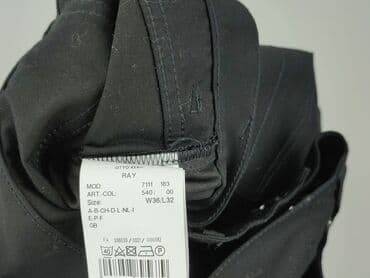 RAY
MOD. 7111 163
ART.-COL. 540 00
Size: W36/L32
A-B-CH-D-L-NL-I
E-P-F
GB